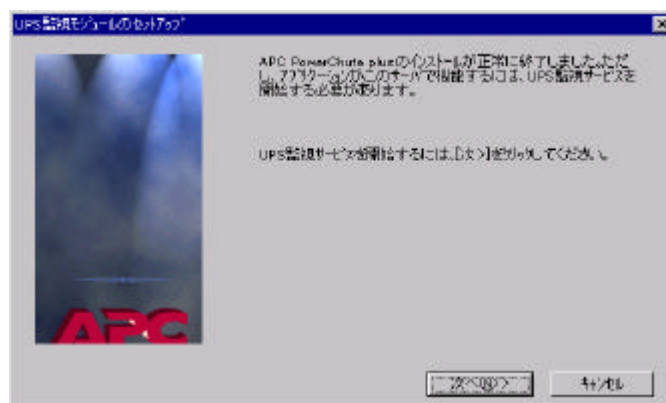 UPS監視モジュールのセットアップ
APC PowerChute plusのインストールが正常に終了しました。ただ
し、アプリケーションがこのサーバで機能するには、UPS監視サービスを
開始する必要があります。
UPS監視サービスを開始するには、[次へ>]をクリックしてください。
APC
次へ(N)>
キャンセル